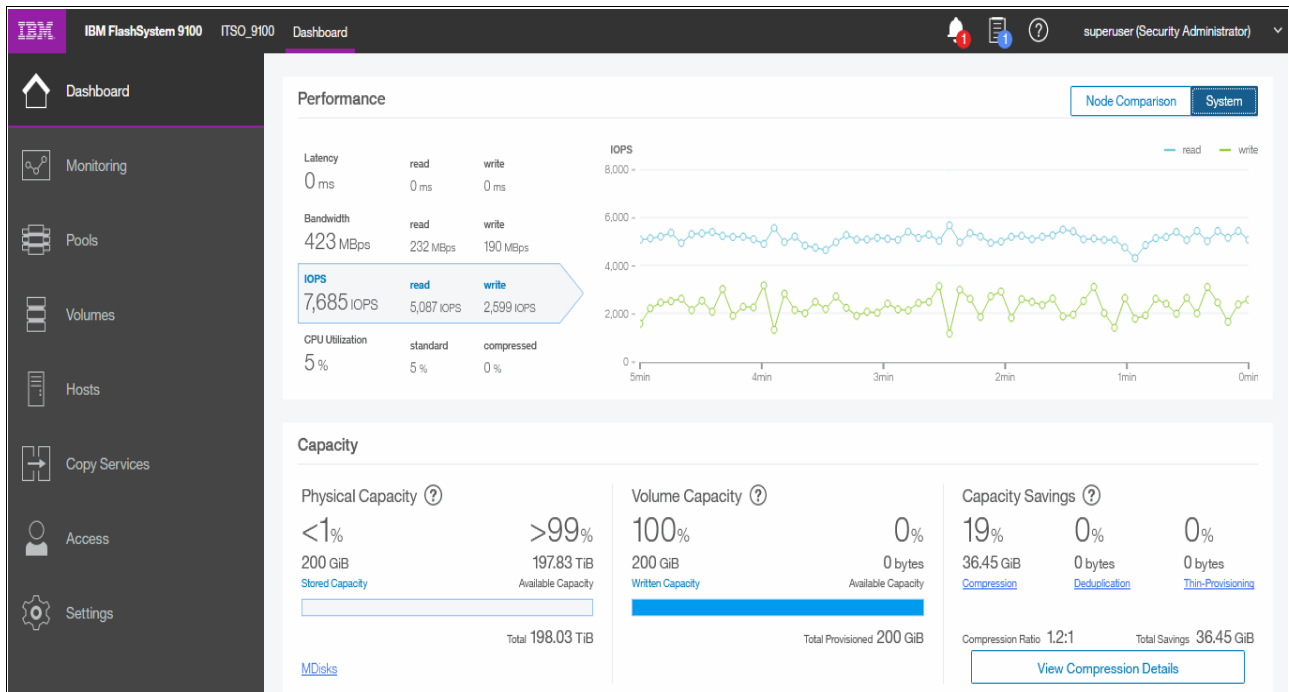 IBM IBM FlashSystem 9100 ITSO_9100 Dashboard 1 1 ? superuser (Security Administrator)
Dashboard
Monitoring
Pools
Volumes
Hosts
Copy Services
Access
Settings
Performance
Node Comparison System
Latency read write
0 ms 0 ms 0 ms
Bandwidth read write
423 MBps 232 MBps 190 MBps
IOPS read write
7,685 IOPS 5,087 IOPS 2,599 IOPS
CPU Utilization standard compressed
5 % 5 % 0 %
IOPS read write
8,000
6,000
4,000
2,000
0
5min 4min 3min 2min 1min 0min
Capacity
Physical Capacity ?
<1% >99%
200 GiB 197.83 TiB
Stored Capacity Available Capacity
Total 198.03 TiB
MDisks
Volume Capacity ?
100% 0%
200 GiB 0 bytes
Written Capacity Available Capacity
Total Provisioned 200 GiB
Capacity Savings ?
19% 0% 0%
36.45 GiB 0 bytes 0 bytes
Compression Deduplication Thin-Provisioning
Compression Ratio 1.2:1 Total Savings 36.45 GiB
View Compression Details